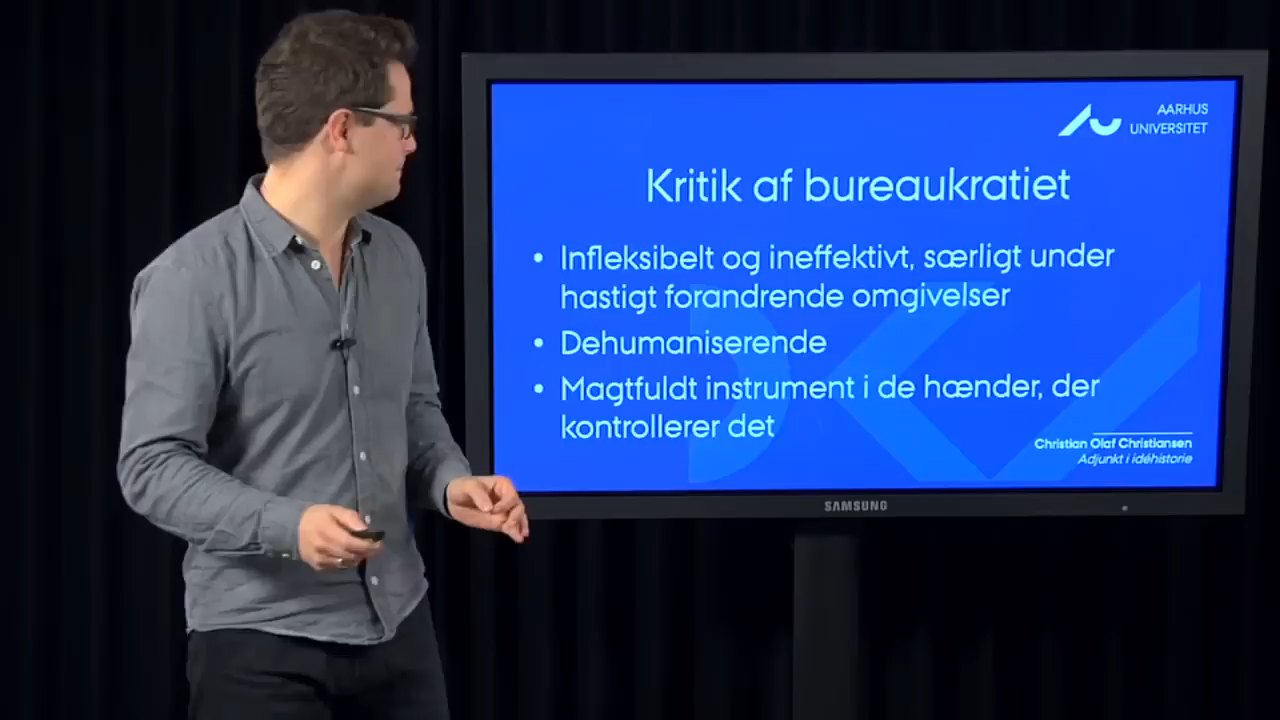 AARHUS
UNIVERSITET
Kritik af bureaukratiet
• Infleksibelt og ineffektivt, særligt under
hastigt forandrende omgivelser
• Dehumaniserende
• Magtfuldt instrument i de hænder, der
kontrollerer det
Christian Olaf Christiansen
Adjunkt i idéhistorie
SAMSUNG